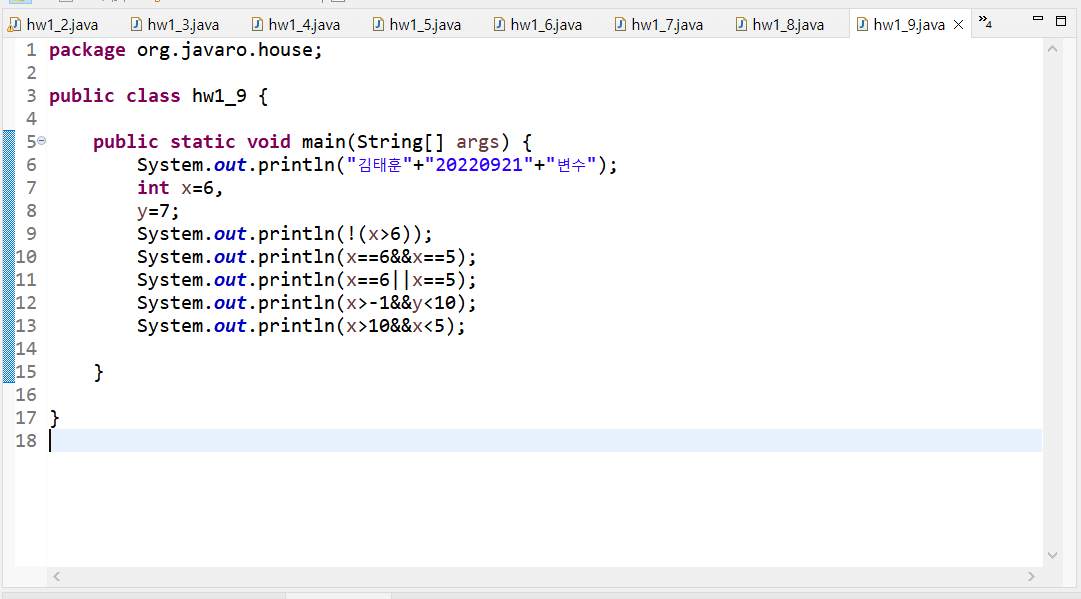 hw1_2.java hw1_3.java hw1_4.java hw1_5.java hw1_6.java hw1_7.java hw1_8.java hw1_9.java »4
1 package org.javaro.house;
2
3 public class hw1_9 {
4
5 public static void main(String[] args) {
6 System.out.println("김태훈"+"20220921"+"변수");
7 int x=6,
8 y=7;
9 System.out.println(!(x>6));
10 System.out.println(x==6&&x==5);
11 System.out.println(x==6||x==5);
12 System.out.println(x>-1&&y<10);
13 System.out.println(x>10&&x<5);
14
15 }
16
17 }
18